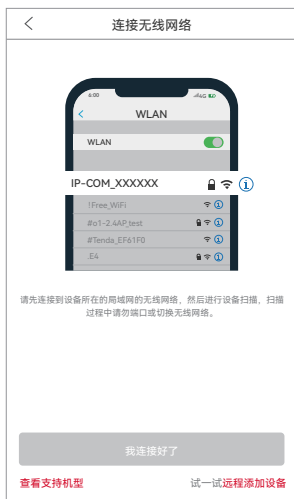 连接无线网络
6:00
4G
WLAN
WLAN
IP-COM_XXXXXX
!Free_WiFi
#o1-2.4AP_test
#Tenda_EF61F0
.E4
请先连接到设备所在的局域网的无线网络，然后进行设备扫描，扫描
过程中请勿端口或切换无线网络。
我连接好了
查看支持机型
试一试远程添加设备